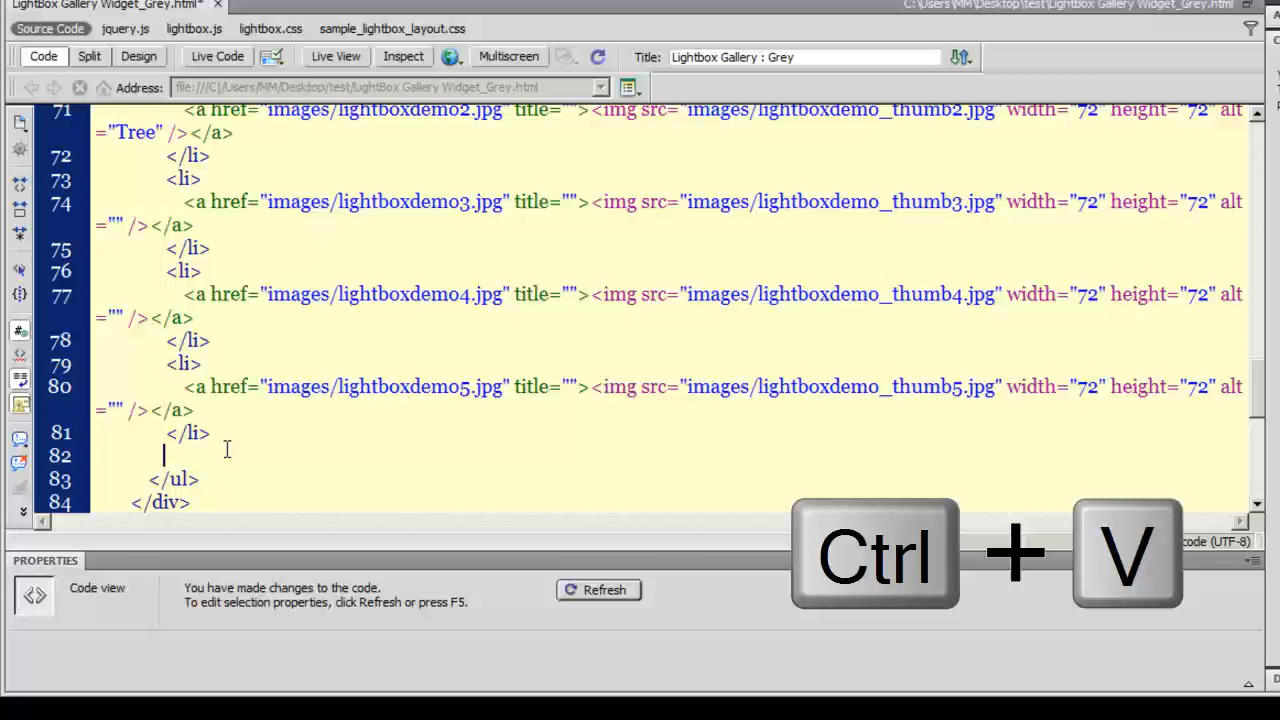 LightBox Gallery Widget_Grey.html* ×
C:\Users\MM\Desktop\test\LightBox Gallery Widget_Grey.html
Source Code jquery.js lightbox.js lightbox.css sample_lightbox_layout.css
Code Split Design Live Code Live View Inspect Multiscreen Title: Lightbox Gallery : Grey
Address: file:///C|/Users/MM/Desktop/test/LightBox Gallery Widget_Grey.html
71 <a href="images/lightboxdemo2.jpg" title=""><img src="images/lightboxdemo_thumb2.jpg" width="72" height="72" alt
="Tree" /></a>
72 </li>
73 <li>
74 <a href="images/lightboxdemo3.jpg" title=""><img src="images/lightboxdemo_thumb3.jpg" width="72" height="72" alt
="" /></a>
75 </li>
76 <li>
77 <a href="images/lightboxdemo4.jpg" title=""><img src="images/lightboxdemo_thumb4.jpg" width="72" height="72" alt
="" /></a>
78 </li>
79 <li>
80 <a href="images/lightboxdemo5.jpg" title=""><img src="images/lightboxdemo_thumb5.jpg" width="72" height="72" alt
="" /></a>
81 </li>
82
83 </ul>
84 </div>
Ctrl + V
code (UTF-8)
PROPERTIES
Code view
You have made changes to the code.
To edit selection properties, click Refresh or press F5.
Refresh